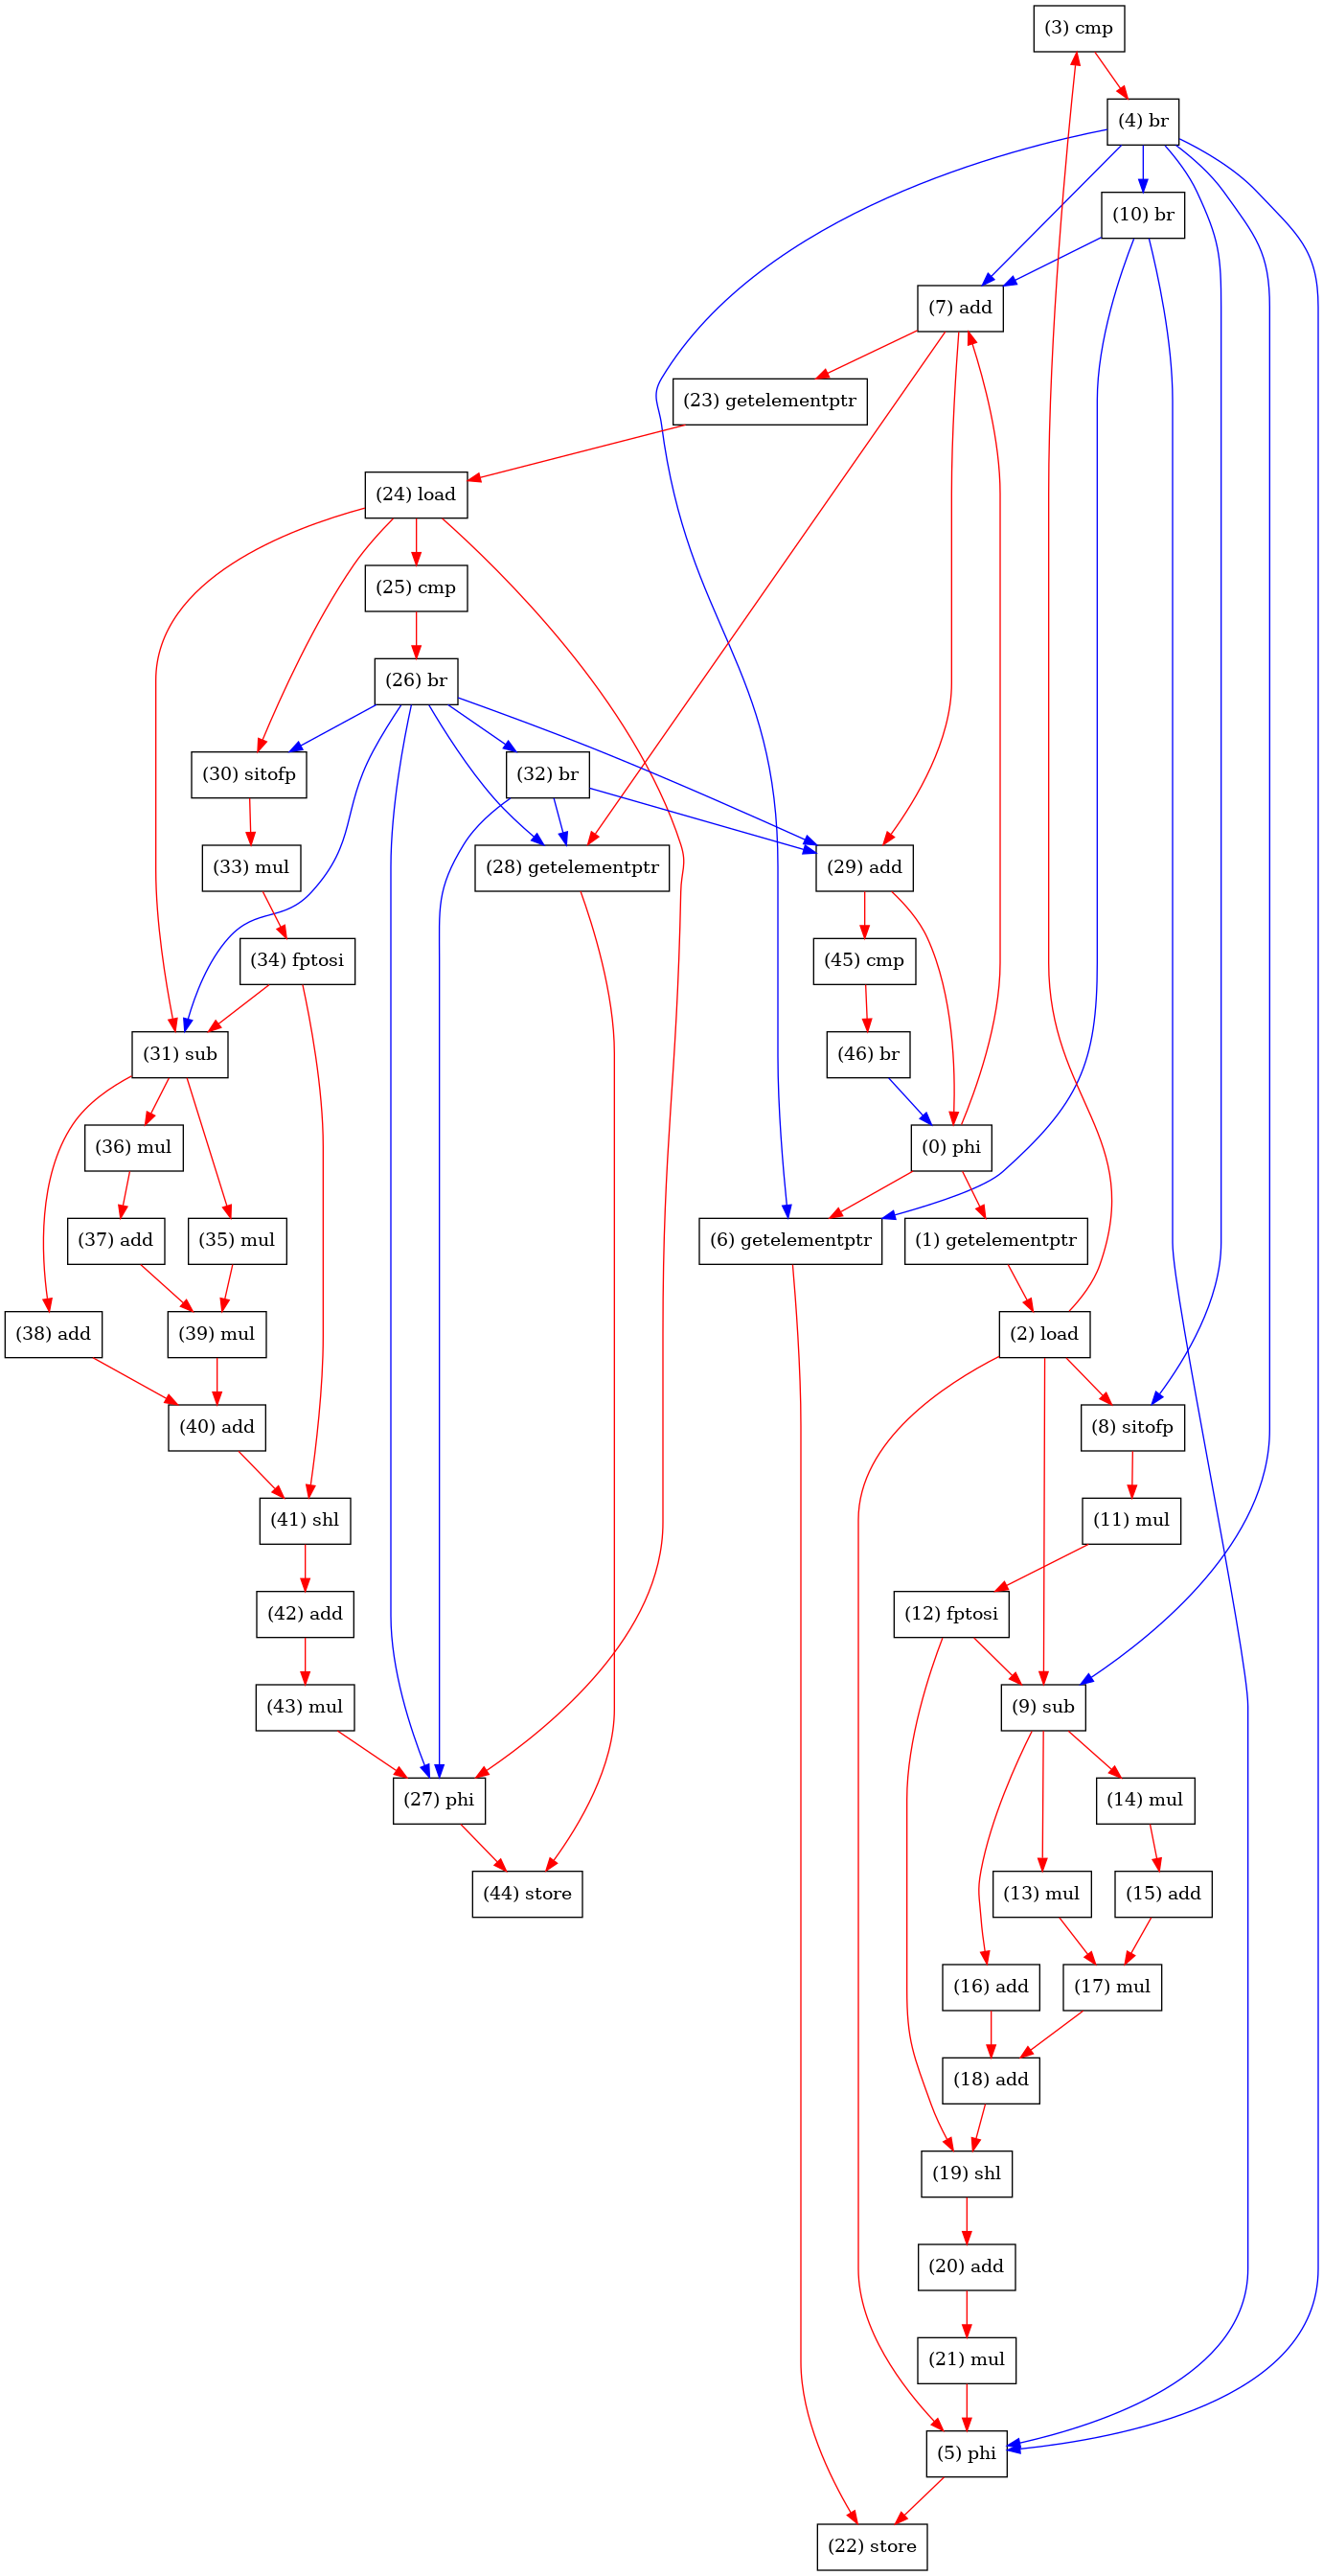 (3) cmp
(4) br
(10) br
(7) add
(23) getelementptr
(24) load
(25) cmp
(26) br
(30) sitofp
(32) br
(33) mul
(28) getelementptr
(29) add
(34) fptosi
(45) cmp
(31) sub
(46) br
(36) mul
(0) phi
(37) add
(35) mul
(6) getelementptr
(1) getelementptr
(38) add
(39) mul
(2) load
(40) add
(8) sitofp
(41) shl
(11) mul
(42) add
(12) fptosi
(43) mul
(9) sub
(27) phi
(14) mul
(44) store
(13) mul
(15) add
(16) add
(17) mul
(18) add
(19) shl
(20) add
(21) mul
(5) phi
(22) store